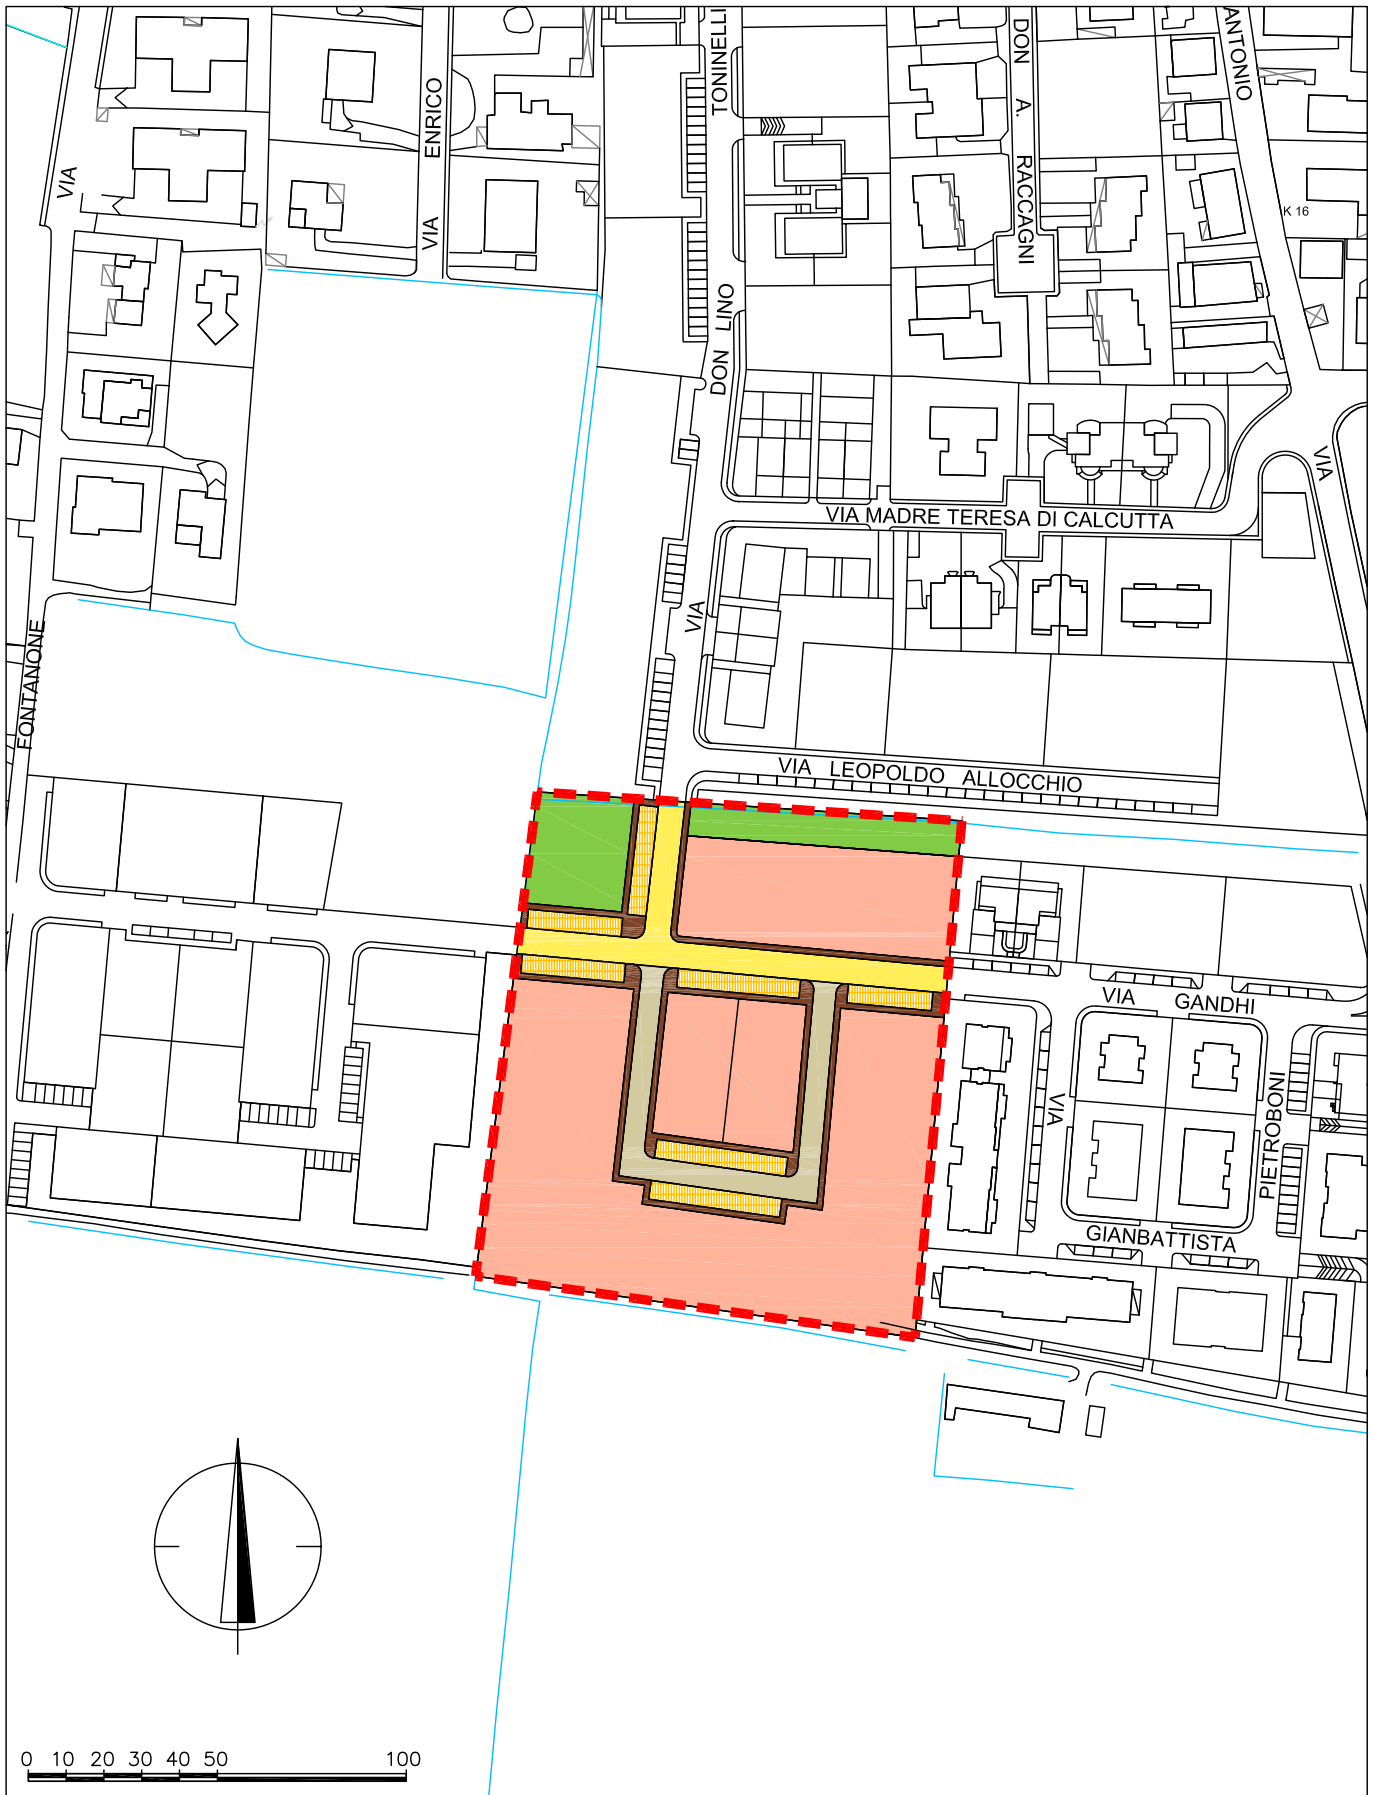 VIA
ENRICO
VIA
TONINELLI
DON LINO
VIA
DON A. RACCAGNI
ANTONIO
VIA
K 16
VIA MADRE TERESA DI CALCUTTA
FONTANONE
VIA LEOPOLDO ALLOCCHIO
VIA GANDHI
VIA
PIETROBONI
GIANBATTISTA
0 10 20 30 40 50 100